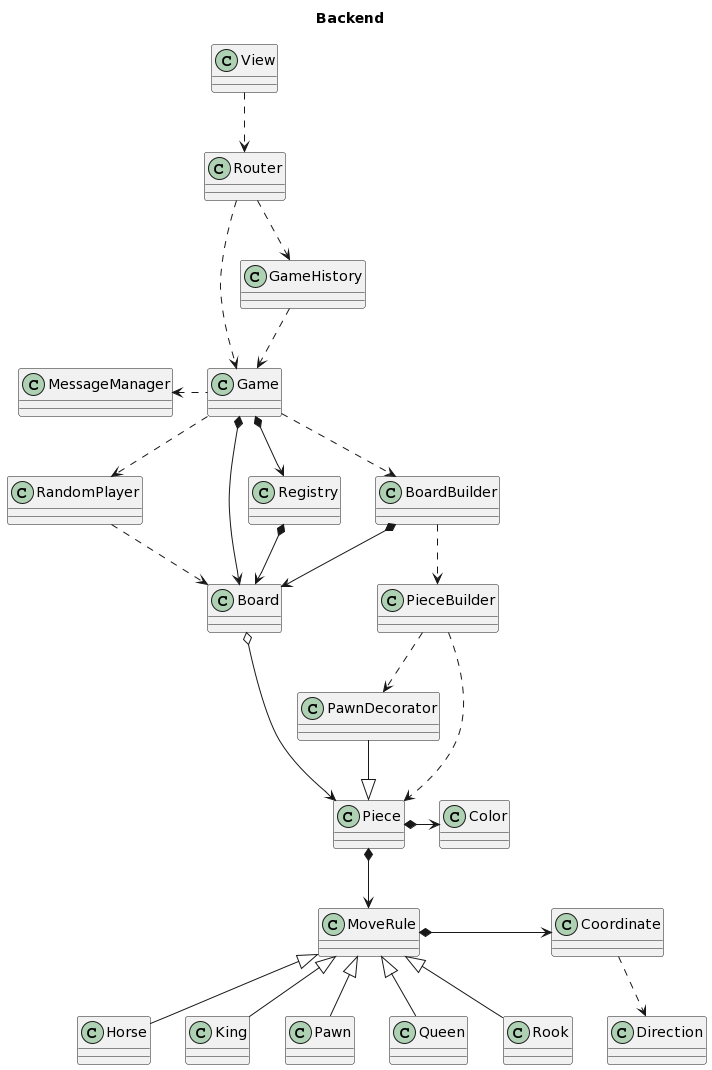 Backend
C View
C Router
C GameHistory
C MessageManager
C Game
C RandomPlayer
C Registry
C BoardBuilder
C Board
C PieceBuilder
C PawnDecorator
C Piece
C Color
C MoveRule
C Coordinate
C Horse
C King
C Pawn
C Queen
C Rook
C Direction